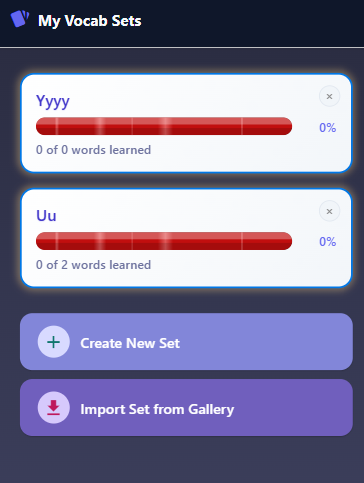 My Vocab Sets
Yyyy
0%
0 of 0 words learned
Uu
0%
0 of 2 words learned
Create New Set
Import Set from Gallery